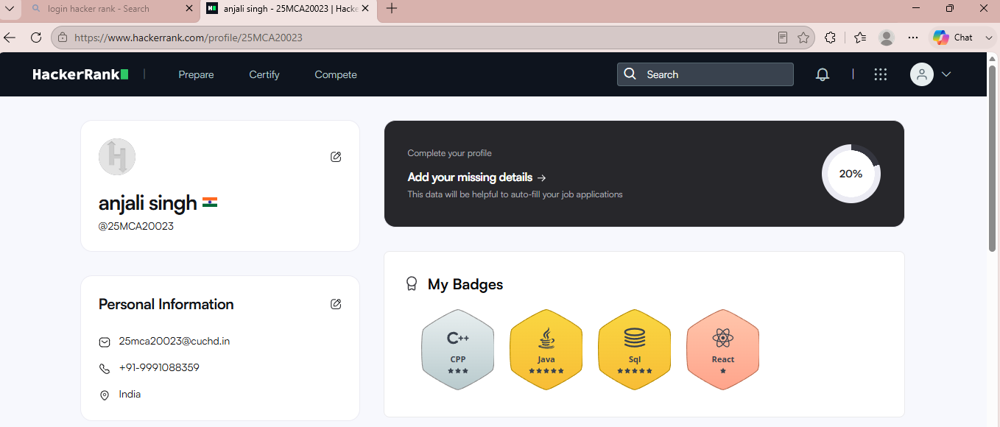 login hacker rank - Search
anjali singh - 25MCA20023 | Hacke
https://www.hackerrank.com/profile/25MCA20023
Chat
HackerRank
Prepare
Certify
Compete
Search
anjali singh
@25MCA20023
Complete your profile
Add your missing details →
This data will be helpful to auto-fill your job applications
20%
Personal Information
25mca20023@cuchd.in
+91-9991088359
India
My Badges
C++
CPP
Java
Sql
React